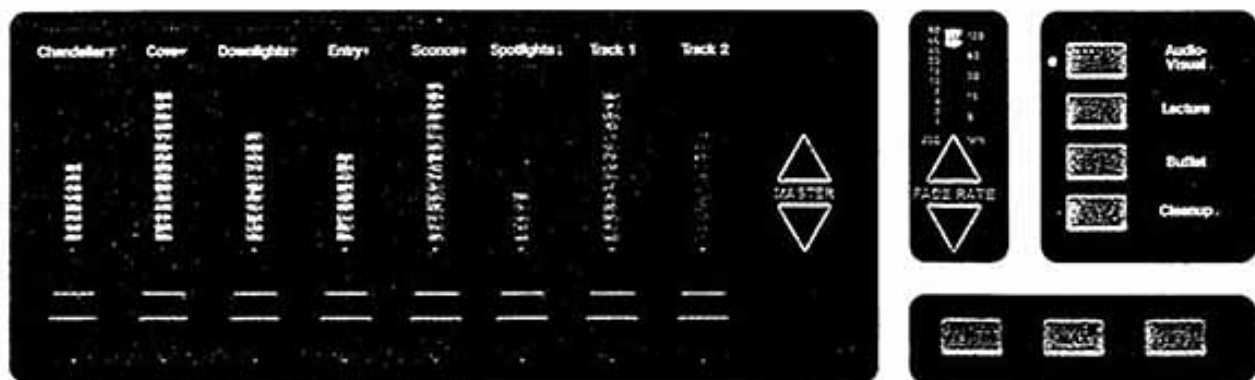 Chandelier Cove Downlights Entry Sconces Spotlights Track 1 Track 2
MASTER
FADE RATE
Audio-
Visual
Lecture
Buffet
Cleanup